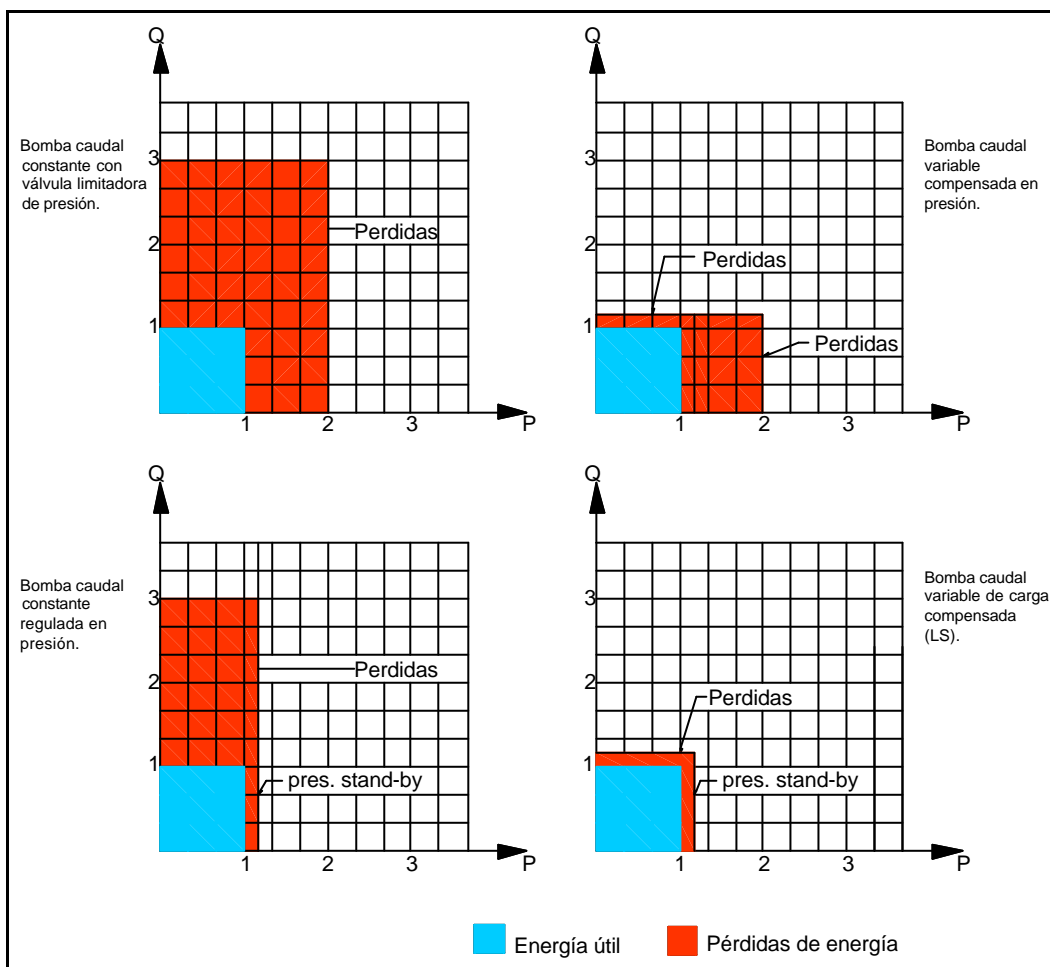 Q
Bomba caudal
constante con
válvula limitadora
de presión.
3
2
1
Perdidas
1
2
3
P
Q
Bomba caudal
variable
compensada en
presión.
3
2
1
Perdidas
Perdidas
1
2
3
P
Q
Bomba caudal
constante
regulada en
presión.
3
2
1
Perdidas
pres. stand-by
1
2
3
P
Q
Bomba caudal
variable de carga
compensada
(LS).
3
2
1
Perdidas
pres. stand-by
1
2
3
P
Energía útil
Pérdidas de energía